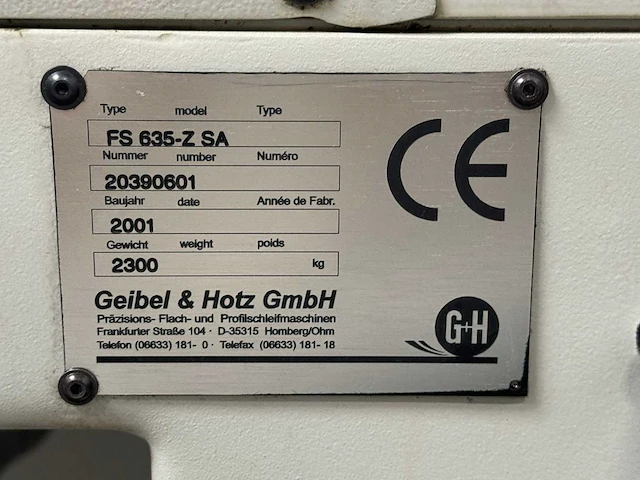 Type model Type
FS 635-Z SA
Nummer number Numéro
20390601
Baujahr date Année de Fabr.
2001
Gewicht weight poids
2300 kg
CE
Geibel & Hotz GmbH
Präzisions- Flach- und Profilschleifmaschinen
Frankfurter Straße 104 · D-35315 Homberg/Ohm
Telefon (06633) 181- 0 · Telefax (06633) 181- 18
G+H